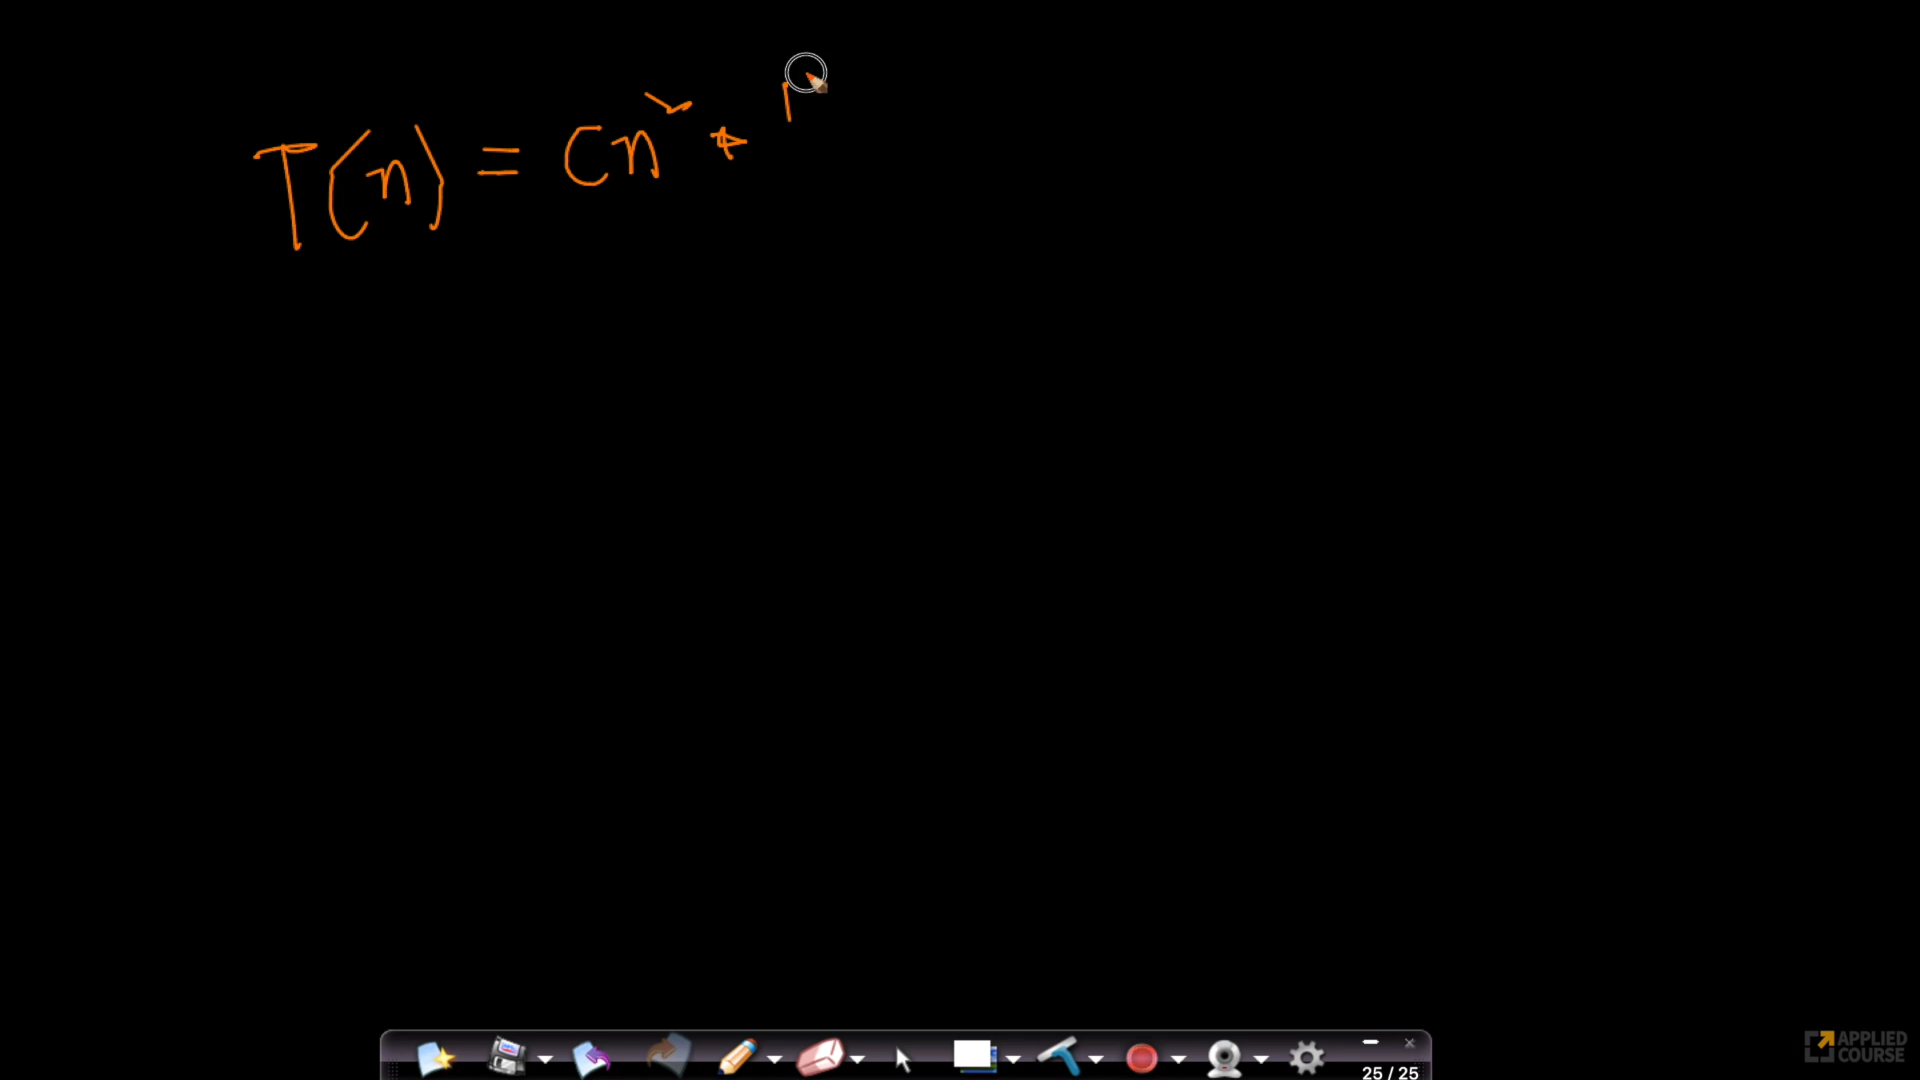 T(n) = Cn² *
25 / 25
APPLIED
COURSE